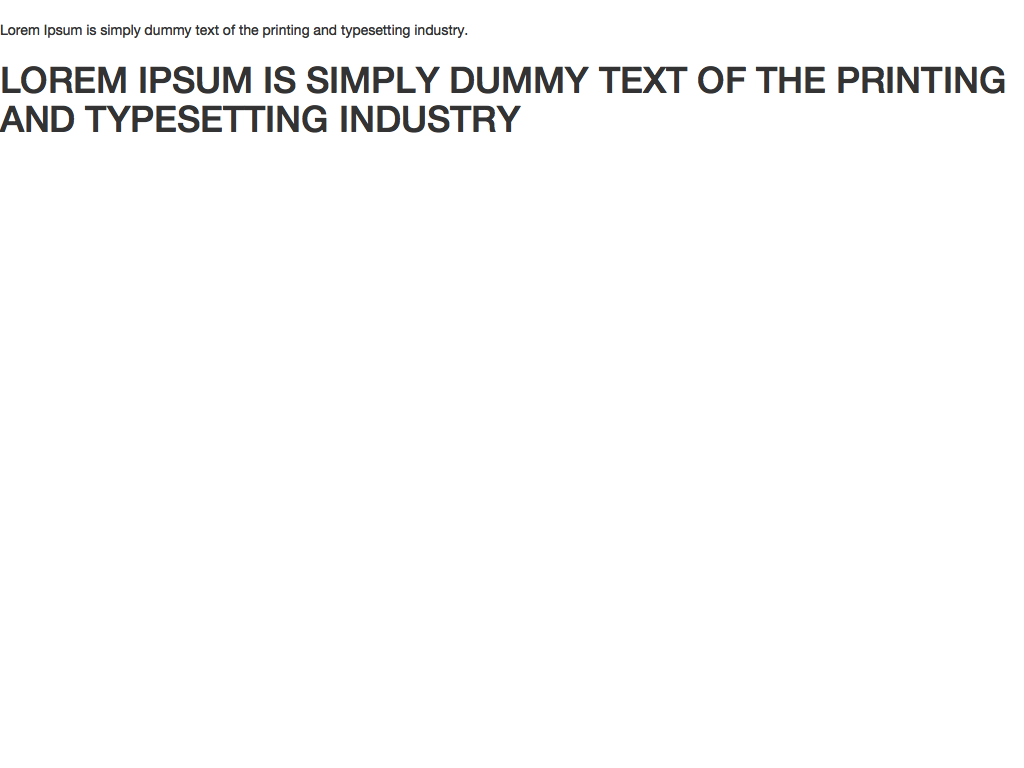 Lorem Ipsum is simply dummy text of the printing and typesetting industry.
LOREM IPSUM IS SIMPLY DUMMY TEXT OF THE PRINTING
AND TYPESETTING INDUSTRY